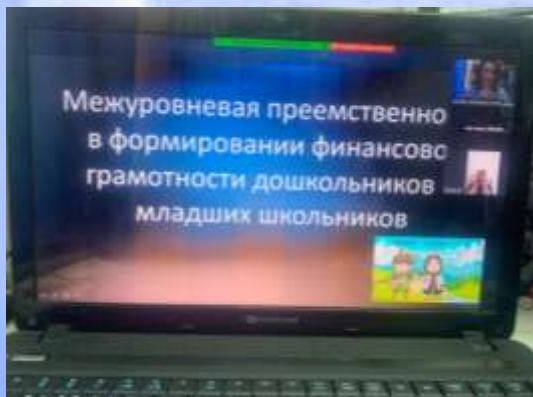 Межуровневая преемственно
в формировании финансово
грамотности дошкольников
младших школьников